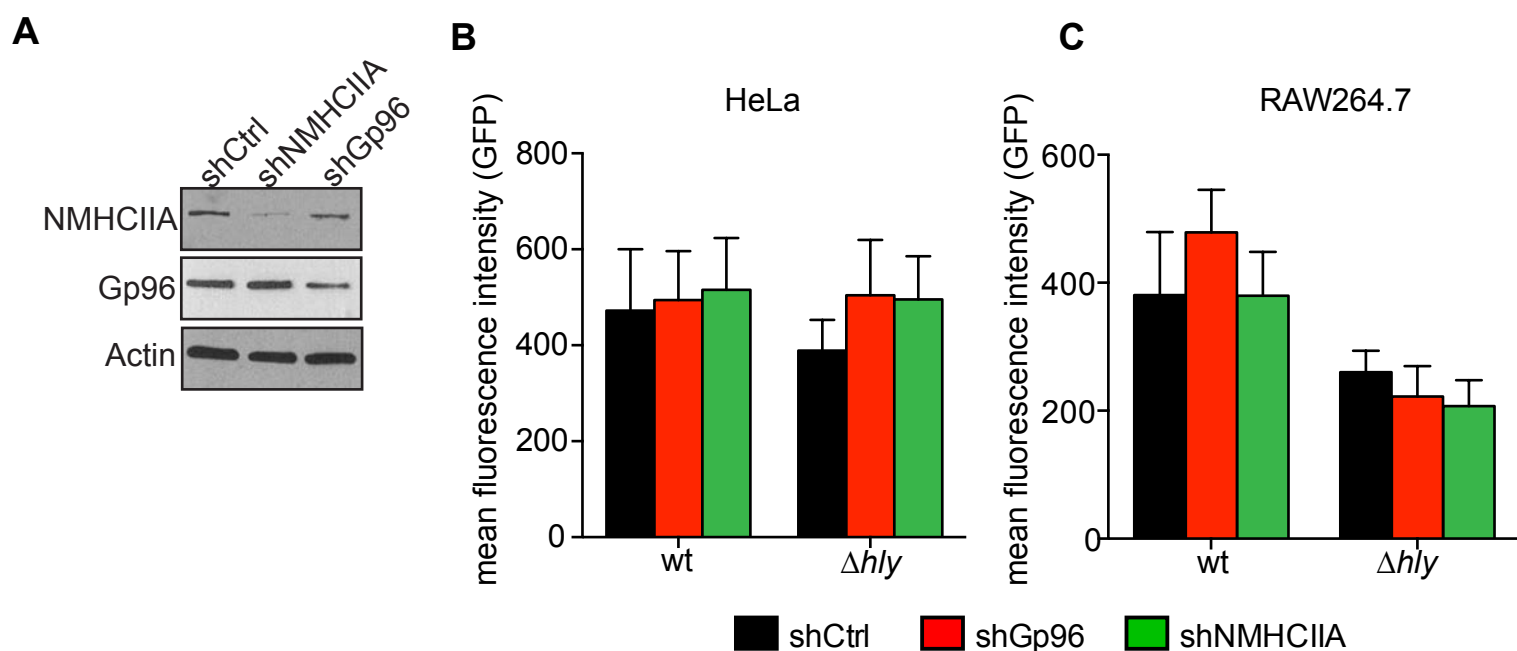 A
shCtrl
shNMHCIIA
shGp96
NMHCIIA
Gp96
Actin
B
HeLa
mean fluorescence intensity (GFP)
800
600
400
200
0
wt
Δhly
C
RAW264.7
mean fluorescence intensity (GFP)
600
400
200
0
wt
Δhly
shCtrl shGp96 shNMHCIIA